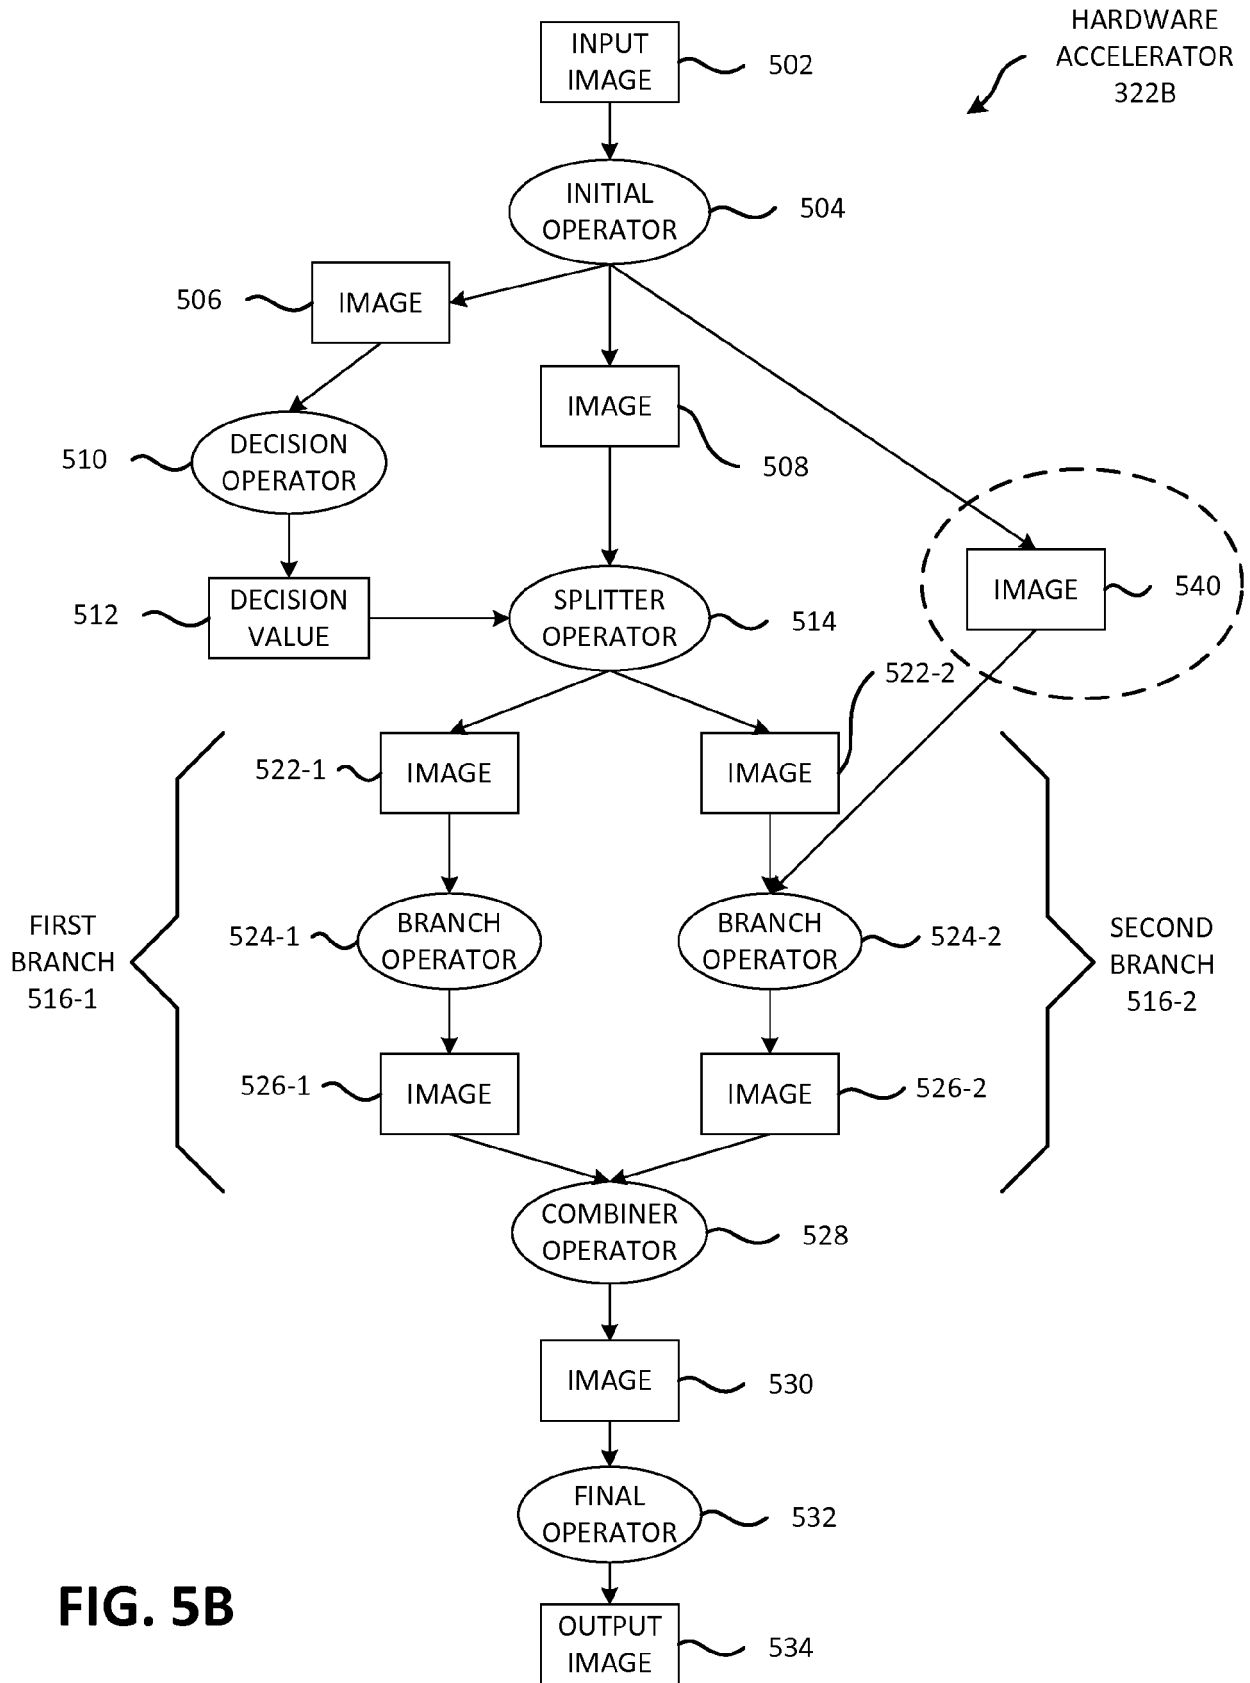 INPUT
IMAGE
502
HARDWARE
ACCELERATOR
322B
INITIAL
OPERATOR
504
506
IMAGE
IMAGE
508
510
DECISION
OPERATOR
512
DECISION
VALUE
SPLITTER
OPERATOR
514
IMAGE
540
522-2
522-1
IMAGE
IMAGE
FIRST
BRANCH
516-1
524-1
BRANCH
OPERATOR
BRANCH
OPERATOR
524-2
SECOND
BRANCH
516-2
526-1
IMAGE
IMAGE
526-2
COMBINER
OPERATOR
528
IMAGE
530
FINAL
OPERATOR
532
OUTPUT
IMAGE
534
FIG. 5B